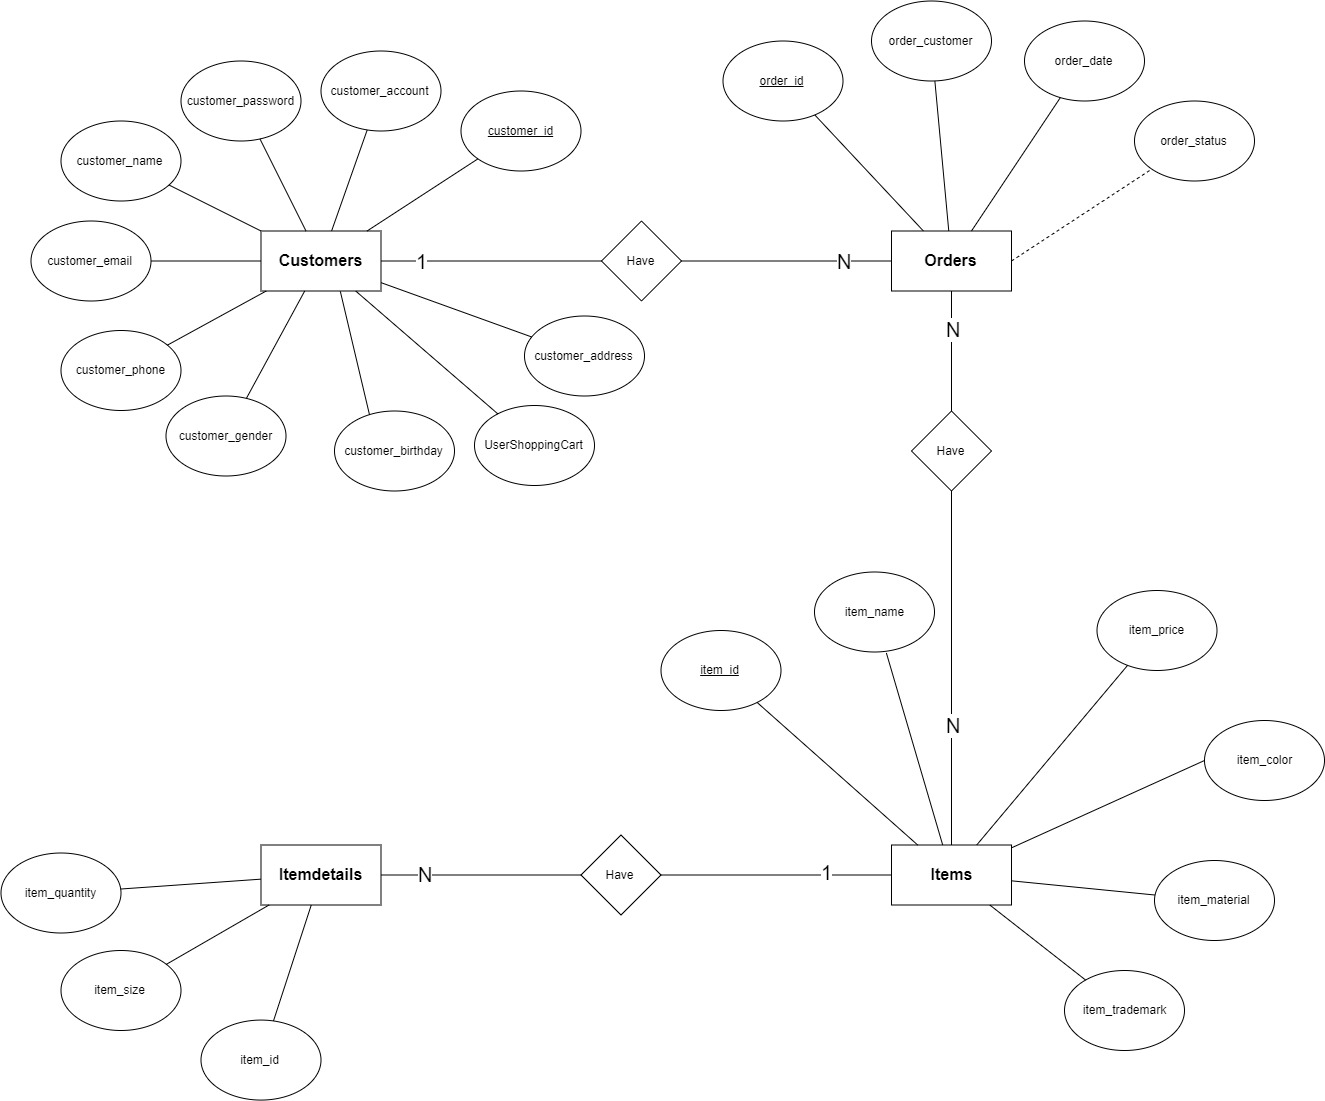 order_customer
order_date
order_id
customer_account
customer_password
customer_id
order_status
customer_name
Customers
1
Have
N
Orders
customer_email
N
customer_address
customer_phone
customer_gender
UserShoppingCart
customer_birthday
Have
item_name
item_price
item_id
N
item_color
Itemdetails
N
Have
1
Items
item_quantity
item_material
item_size
item_trademark
item_id